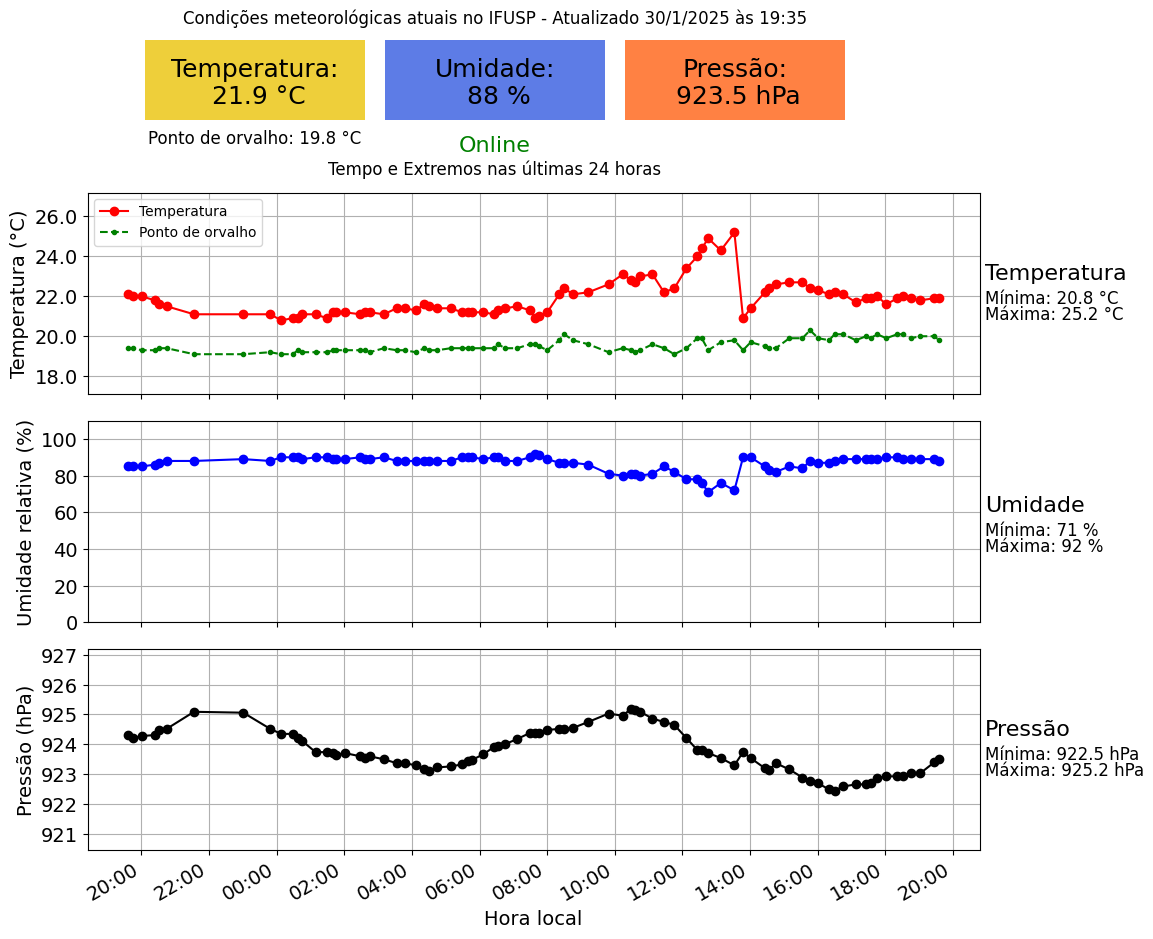 Condições meteorológicas atuais no IFUSP - Atualizado 30/1/2025 às 19:35
Temperatura:
21.9 °C
Umidade:
88 %
Pressão:
923.5 hPa
Ponto de orvalho: 19.8 °C
Online
Tempo e Extremos nas últimas 24 horas
Temperatura (°C)
26.0
24.0
22.0
20.0
18.0
Temperatura
Ponto de orvalho
Temperatura
Mínima: 20.8 °C
Máxima: 25.2 °C
Umidade relativa (%)
100
80
60
40
20
0
Umidade
Mínima: 71 %
Máxima: 92 %
Pressão (hPa)
927
926
925
924
923
922
921
Pressão
Mínima: 922.5 hPa
Máxima: 925.2 hPa
20:00
22:00
00:00
02:00
04:00
06:00
08:00
10:00
12:00
14:00
16:00
18:00
20:00
Hora local